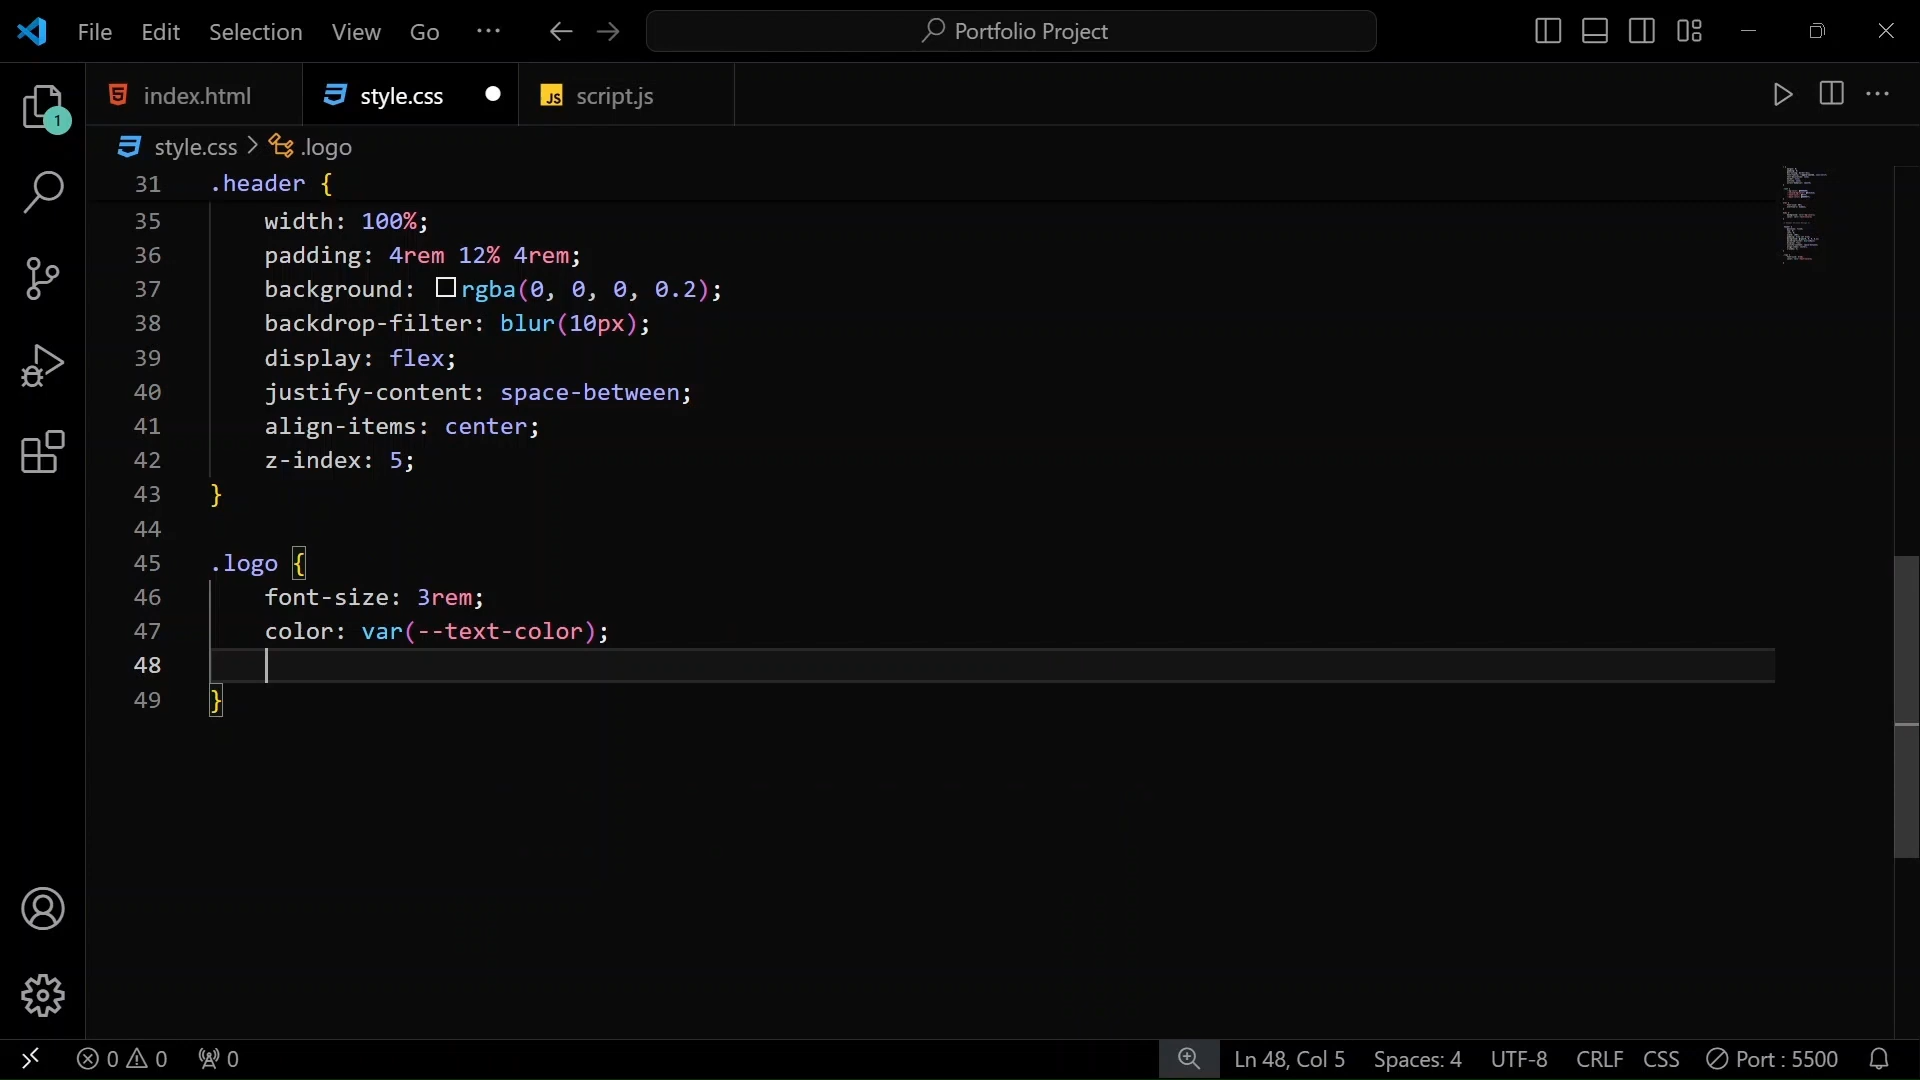 File Edit Selection View Go ··· Portfolio Project
1
index.html style.css script.js
style.css > .logo
31 .header {
35 width: 100%;
36 padding: 4rem 12% 4rem;
37 background: rgba(0, 0, 0, 0.2);
38 backdrop-filter: blur(10px);
39 display: flex;
40 justify-content: space-between;
41 align-items: center;
42 z-index: 5;
43 }
44
45 .logo {
46 font-size: 3rem;
47 color: var(--text-color);
48
49 }
0 0 0 Ln 48, Col 5 Spaces: 4 UTF-8 CRLF CSS Port : 5500